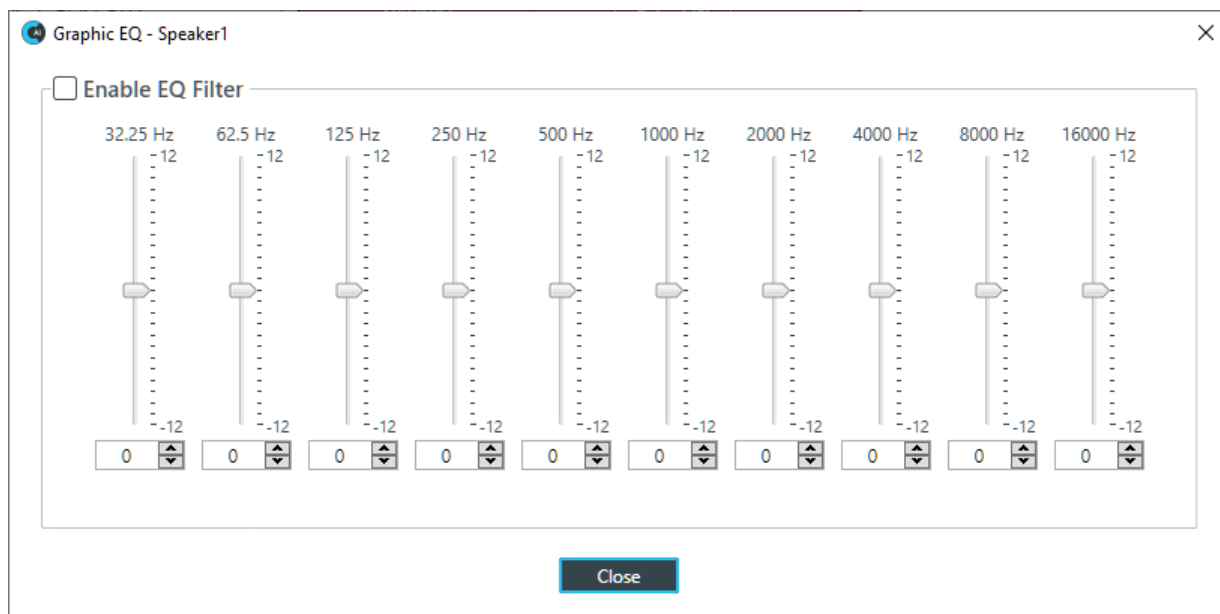 Graphic EQ - Speaker1
Enable EQ Filter
32.25 Hz 62.5 Hz 125 Hz 250 Hz 500 Hz 1000 Hz 2000 Hz 4000 Hz 8000 Hz 16000 Hz
12 12 12 12 12 12 12 12 12 12
-12 -12 -12 -12 -12 -12 -12 -12 -12 -12
0 0 0 0 0 0 0 0 0 0
Close